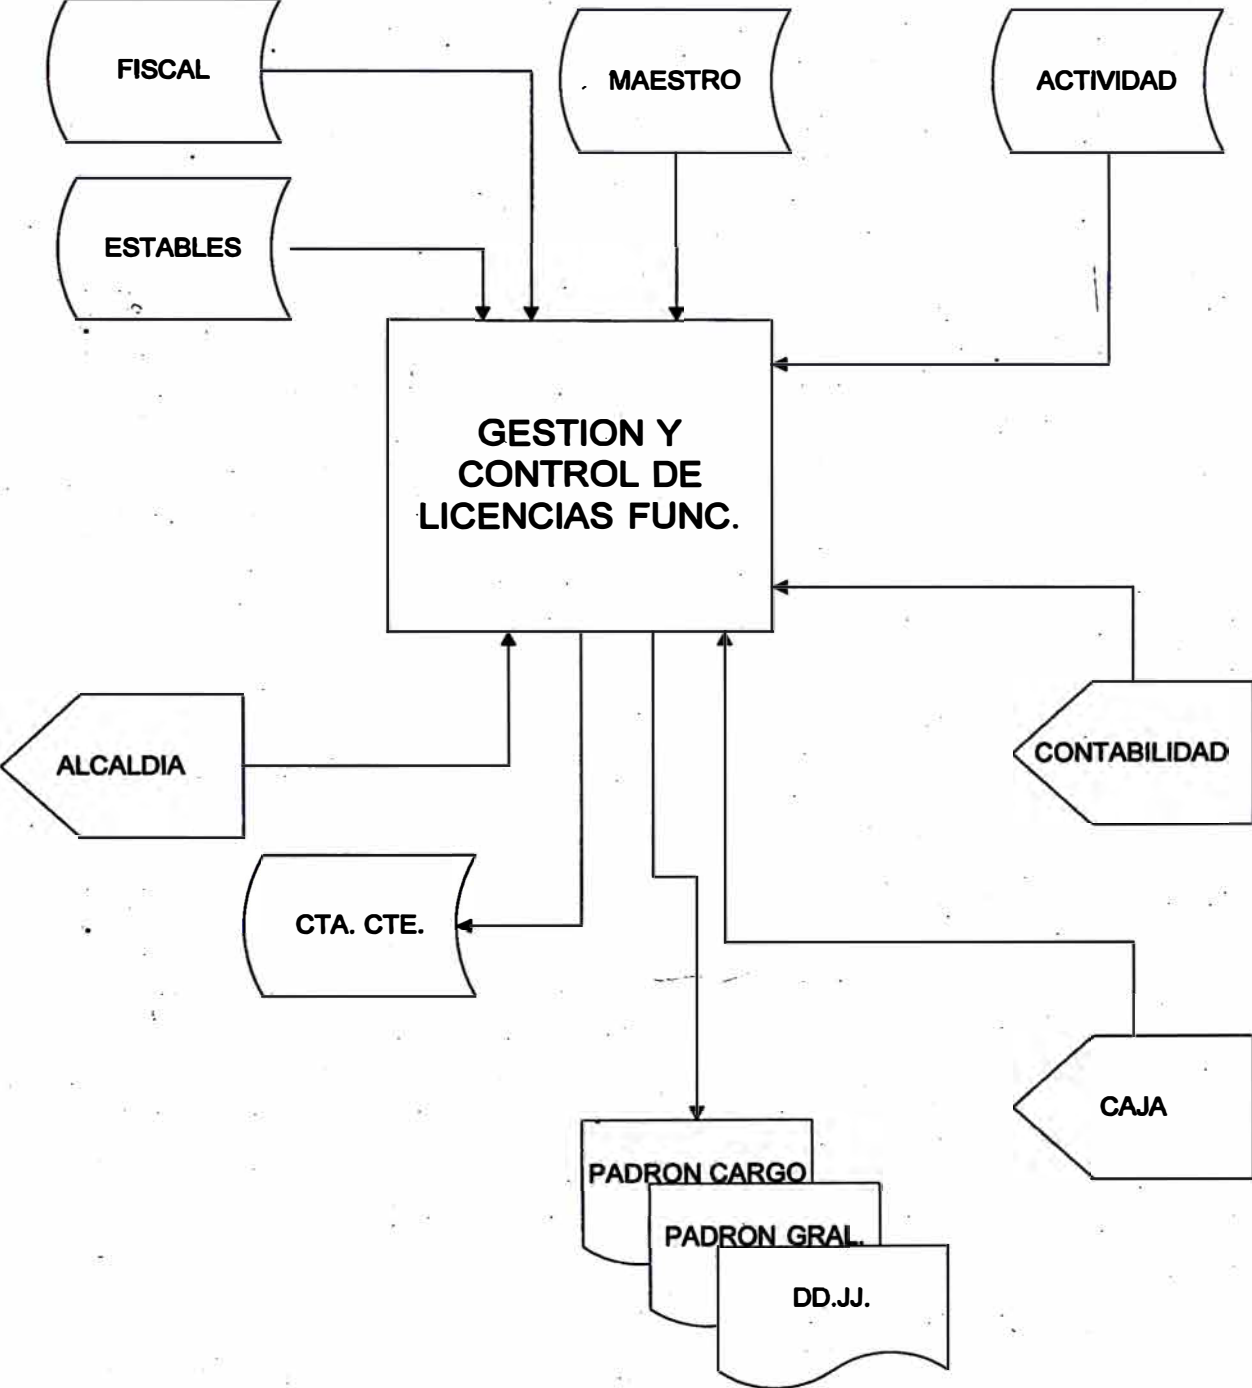 FISCAL
MAESTRO
ACTIVIDAD
ESTABLES
GESTION Y
CONTROL DE
LICENCIAS FUNC.
ALCALDIA
CONTABILIDAD
CTA. CTE.
CAJA
PADRON CARGO
PADRON GRAL.
DD.JJ.